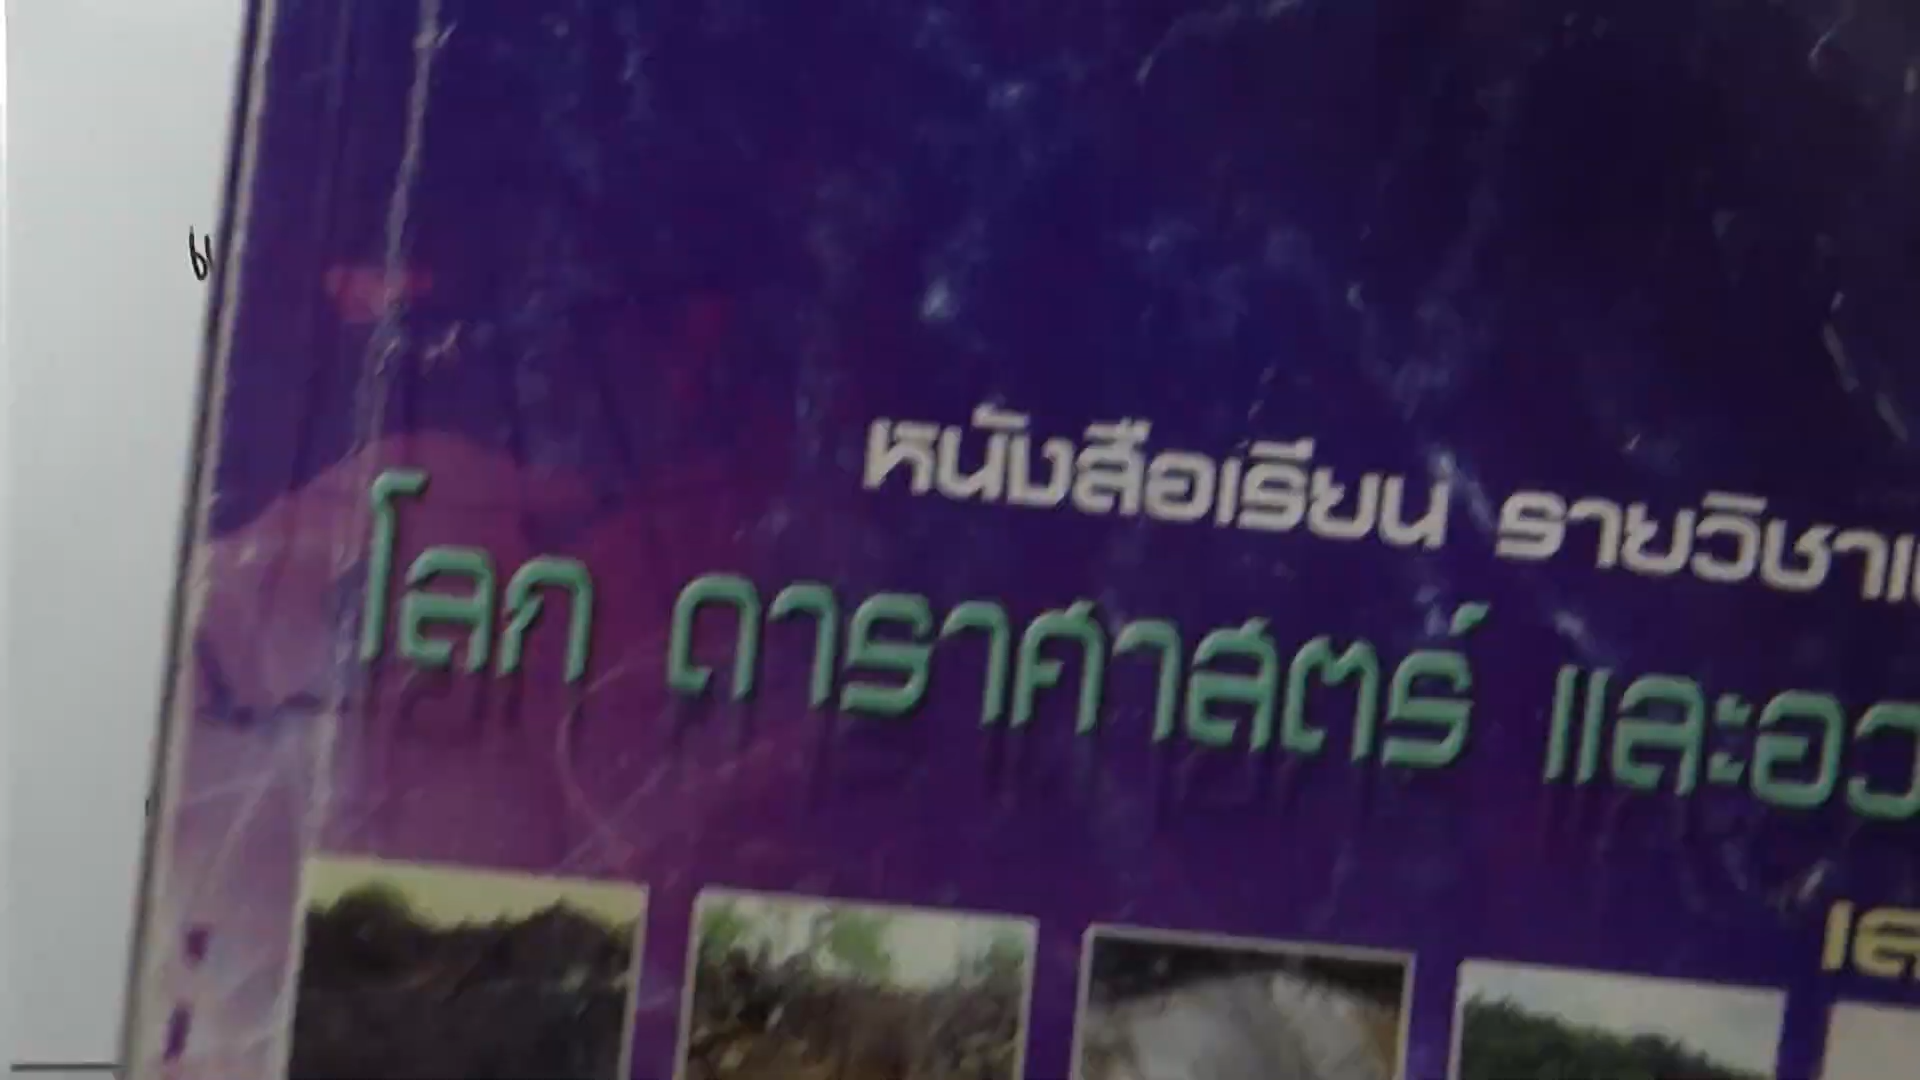 หนังสือเรียน รายวิชา
โลก ดาราศาสตร์ และอว